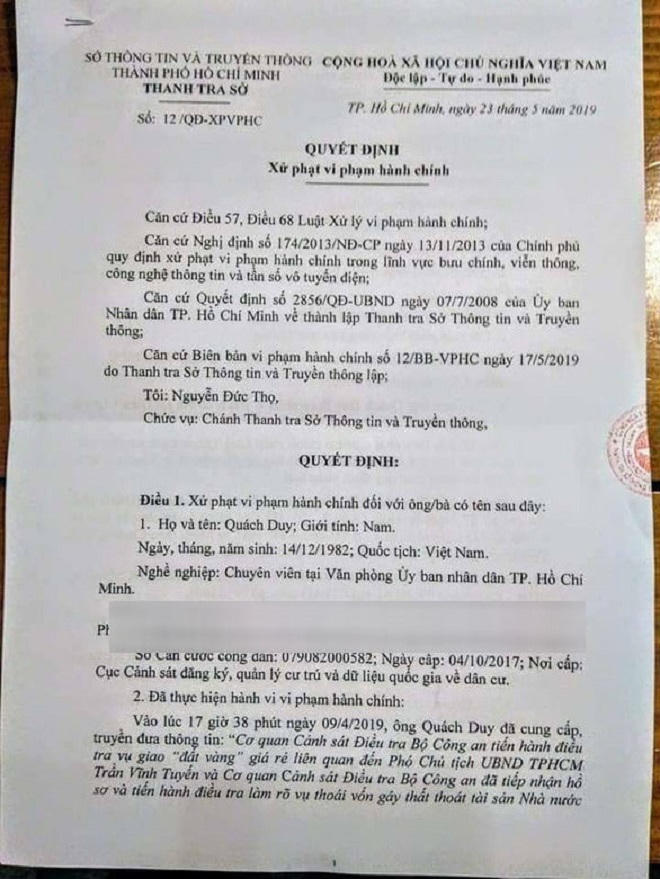 SỞ THÔNG TIN VÀ TRUYỀN THÔNG
THÀNH PHỐ HỒ CHÍ MINH
THANH TRA SỞ
Số: 12 /QĐ-XPVPHC
CỘNG HOÀ XÃ HỘI CHỦ NGHĨA VIỆT NAM
Độc lập - Tự do - Hạnh phúc
TP. Hồ Chí Minh, ngày 23 tháng 5 năm 2019
QUYẾT ĐỊNH
Xử phạt vi phạm hành chính
Căn cứ Điều 57, Điều 68 Luật Xử lý vi phạm hành chính;
Căn cứ Nghị định số 174/2013/NĐ-CP ngày 13/11/2013 của Chính phủ
quy định xử phạt vi phạm hành chính trong lĩnh vực bưu chính, viễn thông,
công nghệ thông tin và tần số vô tuyến điện;
Căn cứ Quyết định số 2856/QĐ-UBND ngày 07/7/2008 của Ủy ban
Nhân dân TP. Hồ Chí Minh về thành lập Thanh tra Sở Thông tin và Truyền
thông;
Căn cứ Biên bản vi phạm hành chính số 12/BB-VPHC ngày 17/5/2019
do Thanh tra Sở Thông tin và Truyền thông lập;
Tôi: Nguyễn Đức Thọ,
Chức vụ: Chánh Thanh tra Sở Thông tin và Truyền thông,
QUYẾT ĐỊNH:
Điều 1. Xử phạt vi phạm hành chính đối với ông/bà có tên sau đây:
1. Họ và tên: Quách Duy; Giới tính: Nam.
Ngày, tháng, năm sinh: 14/12/1982; Quốc tịch: Việt Nam.
Nghề nghiệp: Chuyên viên tại Văn phòng Ủy ban nhân dân TP. Hồ Chí
Minh.
Số Căn cước công dân: 079082000582; Ngày cấp: 04/10/2017; Nơi cấp:
Cục Cảnh sát đăng ký, quản lý cư trú và dữ liệu quốc gia về dân cư.
2. Đã thực hiện hành vi vi phạm hành chính:
Vào lúc 17 giờ 38 phút ngày 09/4/2019, ông Quách Duy đã cung cấp,
truyền đưa thông tin: "Cơ quan Cảnh sát Điều tra Bộ Công an tiến hành điều
tra vụ giao "đất vàng" giá rẻ liên quan đến Phó Chủ tịch UBND TPHCM
Trần Vĩnh Tuyến và Cơ quan Cảnh sát Điều tra Bộ Công an đã tiếp nhận hồ
sơ và tiến hành điều tra làm rõ vụ thoái vốn gây thất thoát tài sản Nhà nước